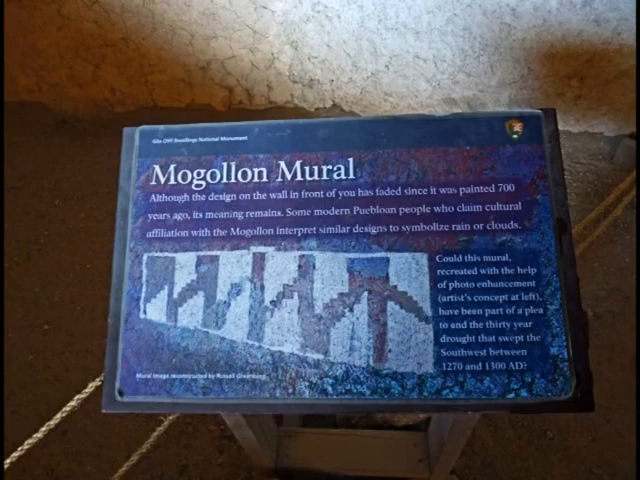 Gila Cliff Dwellings National Monument
Mogollon Mural
Although the design on the wall in front of you has faded since it was painted 700
years ago, its meaning remains. Some modern Puebloan people who claim cultural
affiliation with the Mogollon interpret similar designs to symbolize rain or clouds.
Could this mural,
recreated with the help
of photo enhancement
(artist's concept at left),
have been part of a plea
to end the thirty year
drought that swept the
Southwest between
1270 and 1300 AD?
Mural image reconstructed by Russell Greenberg